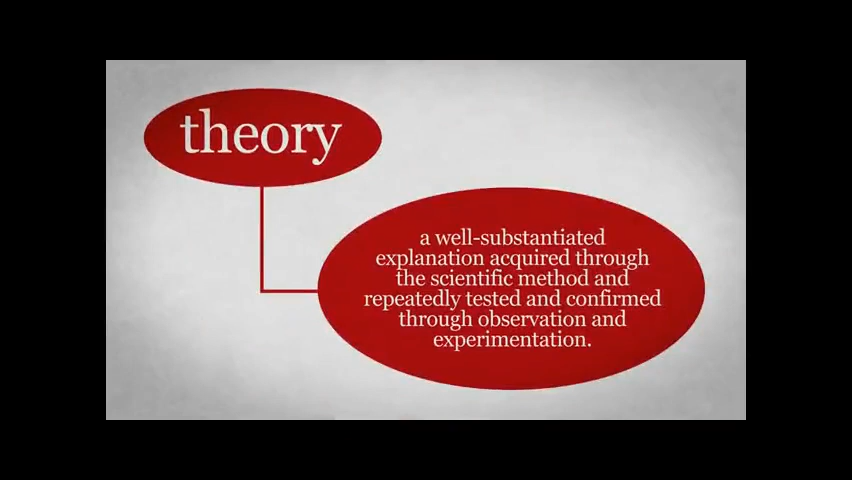 theory
a well-substantiated
explanation acquired through
the scientific method and
repeatedly tested and confirmed
through observation and
experimentation.